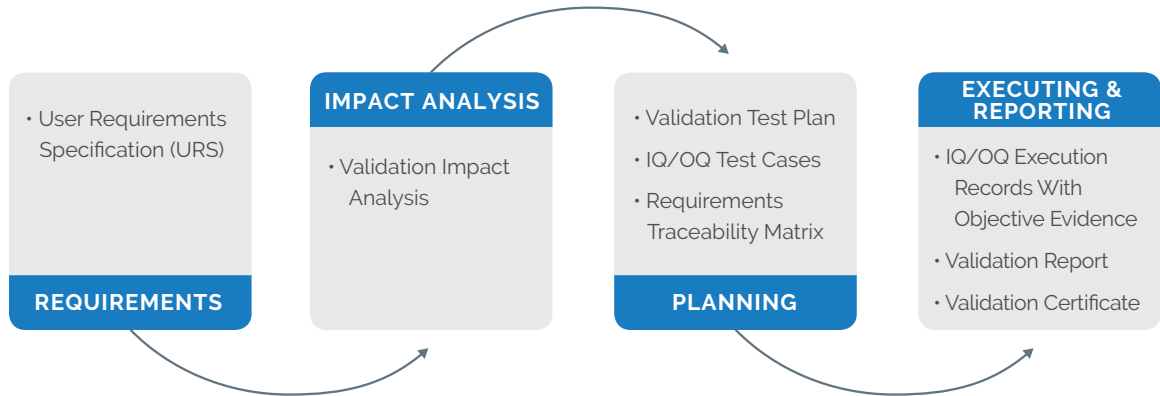 • User Requirements
Specification (URS)
REQUIREMENTS
IMPACT ANALYSIS
• Validation Impact
Analysis
• Validation Test Plan
• IQ/OQ Test Cases
• Requirements
Traceability Matrix
PLANNING
EXECUTING &
REPORTING
• IQ/OQ Execution
Records With
Objective Evidence
• Validation Report
• Validation Certificate